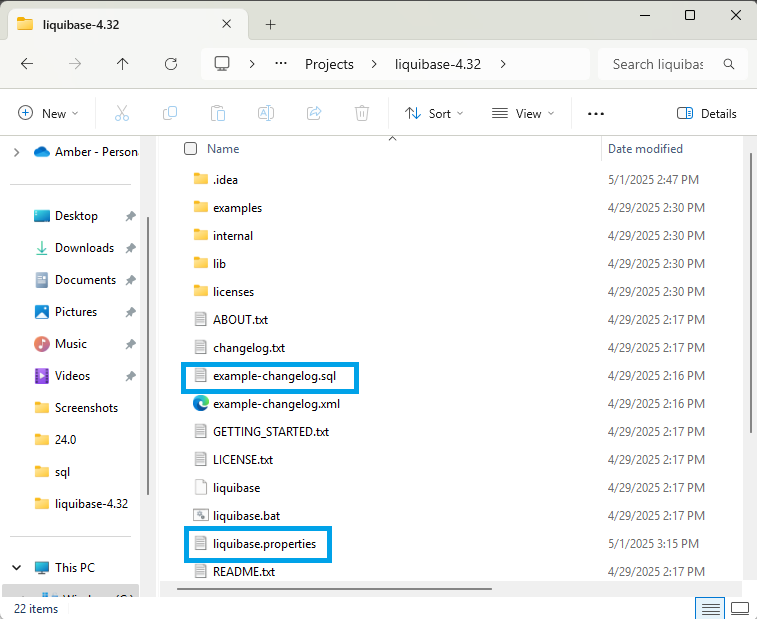 liquibase-4.32
Projects
liquibase-4.32
Search liquibas
New
Sort
View
Details
Amber - Persona
Desktop
Downloads
Documents
Pictures
Music
Videos
Screenshots
24.0
sql
liquibase-4.32
This PC
Name Date modified
.idea 5/1/2025 2:47 PM
examples 4/29/2025 2:30 PM
internal 4/29/2025 2:30 PM
lib 4/29/2025 2:30 PM
licenses 4/29/2025 2:30 PM
ABOUT.txt 4/29/2025 2:17 PM
changelog.txt 4/29/2025 2:17 PM
example-changelog.sql 4/29/2025 2:16 PM
example-changelog.xml 4/29/2025 2:16 PM
GETTING_STARTED.txt 4/29/2025 2:17 PM
LICENSE.txt 4/29/2025 2:17 PM
liquibase 4/29/2025 2:17 PM
liquibase.bat 4/29/2025 2:17 PM
liquibase.properties 5/1/2025 3:15 PM
README.txt 4/29/2025 2:17 PM
22 items